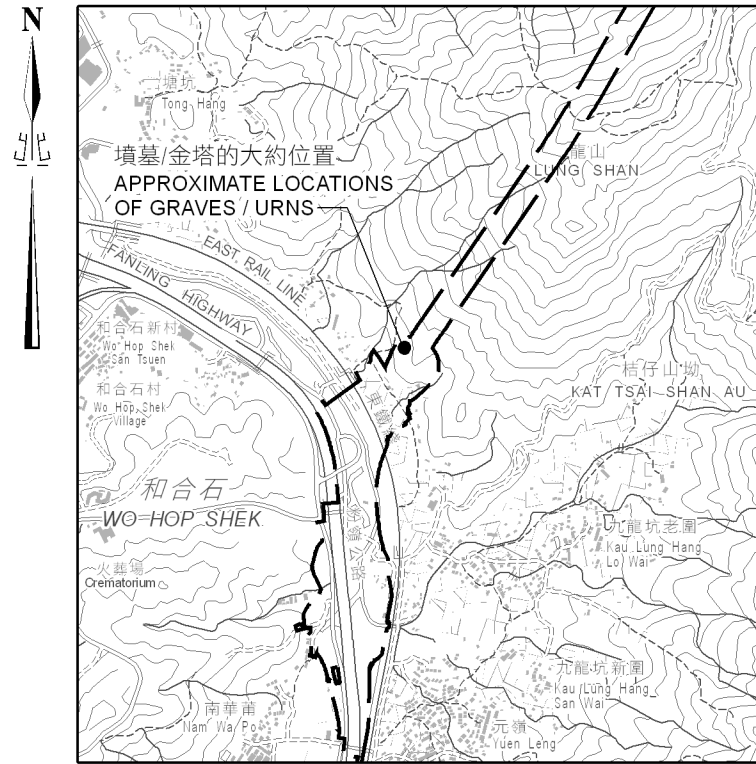 N
塘坑
Tong Hang
墳墓/金塔的大約位置
APPROXIMATE LOCATIONS
OF GRAVES / URNS
龍山
LUNG SHAN
EAST RAIL LINE
FANLING HIGHWAY
和合石新村
Wo Hop Shek
San Tsuen
和合石村
Wo Hop Shek
Village
桔仔山坳
KAT TSAI SHAN AU
和合石
WO HOP SHEK
粉嶺公路
九龍坑老圍
Kau Lung Hang
Lo Wai
火葬場
Crematorium
九龍坑新圍
Kau Lung Hang
San Wai
南華莆
Nam Wa Po
元嶺
Yuen Leng